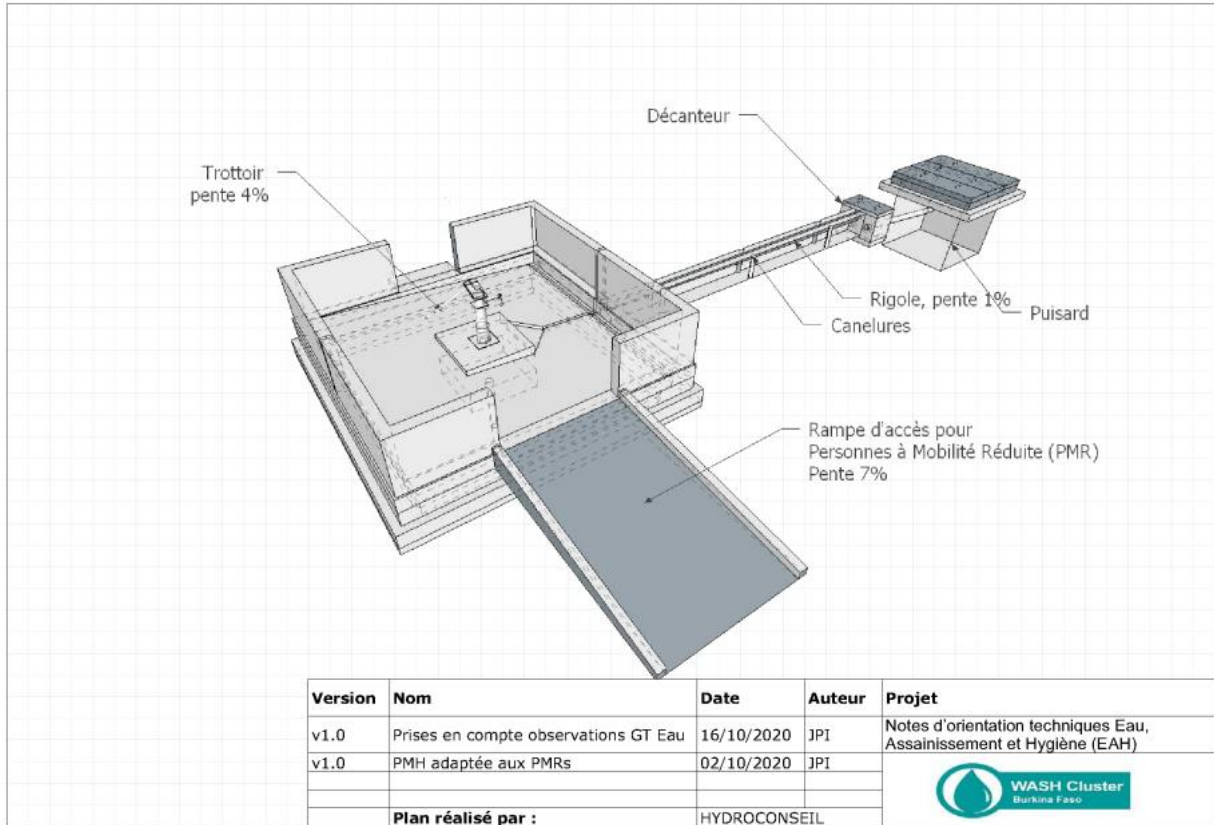 Décanteur
Trottoir
pente 4%
Rigole, pente 1%
Canelures
Puisard
Rampe d'accès pour
Personnes à Mobilité Réduite (PMR)
Pente 7%
Version Nom Date Auteur Projet
v1.0 Prises en compte observations GT Eau 16/10/2020 JPI Notes d'orientation techniques Eau,
Assainissement et Hygiène (EAH)
v1.0 PMH adaptée aux PMRs 02/10/2020 JPI
WASH Cluster
Burkina Faso
Plan réalisé par : HYDROCONSEIL